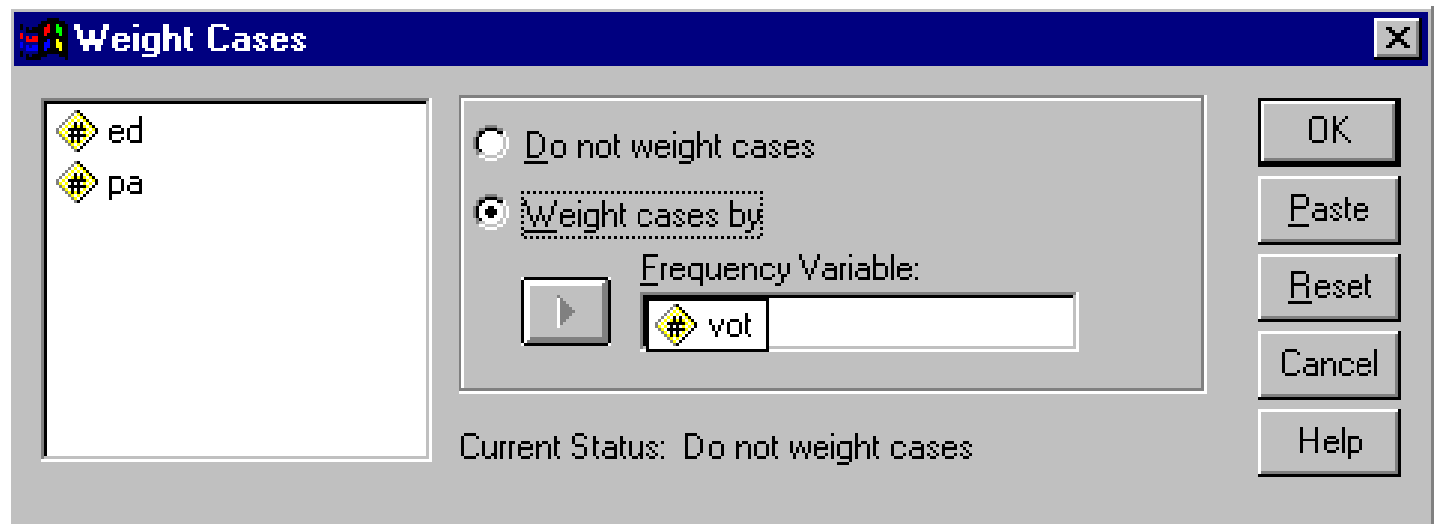 Weight Cases
# ed
# pa
Do not weight cases
Weight cases by
Frequency Variable:
# vot
Current Status: Do not weight cases
OK
Paste
Reset
Cancel
Help